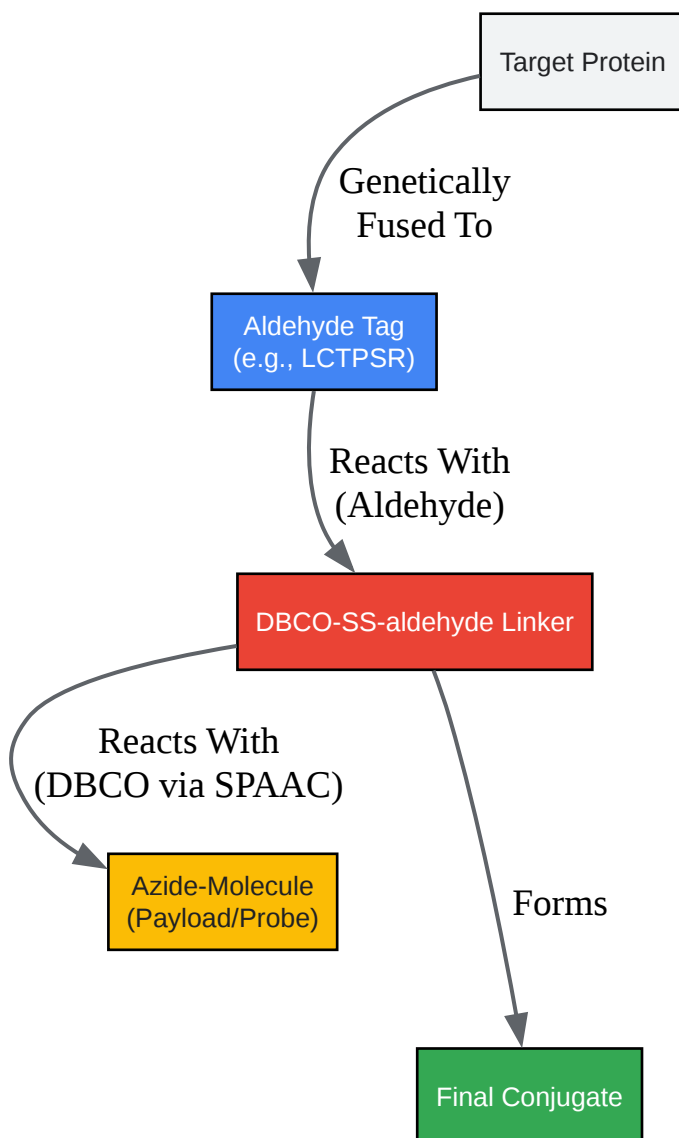 Target Protein
Genetically
Fused To
Aldehyde Tag
(e.g., LCTPSR)
Reacts With
(Aldehyde)
DBCO-SS-aldehyde Linker
Reacts With
(DBCO via SPAAC)
Azide-Molecule
(Payload/Probe)
Forms
Final Conjugate